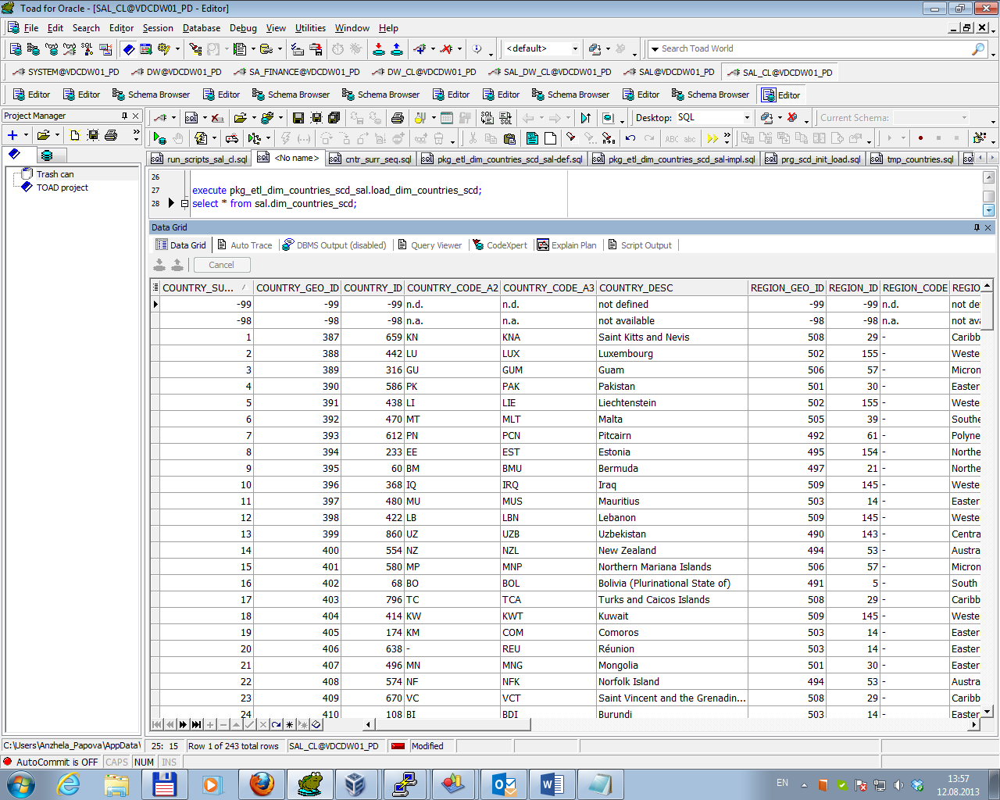 Toad for Oracle - [SAL_CL@VDCDW01_PD - Editor]
File Edit Search Editor Session Database Debug View Utilities Window Help
<default> Search Toad World
SYSTEM@VDCDW01_PD DW@VDCDW01_PD SA_FINANCE@VDCDW01_PD DW_CL@VDCDW01_PD SAL_DW_CL@VDCDW01_PD SAL@VDCDW01_PD SAL_CL@VDCDW01_PD
Editor Editor Schema Browser Editor Schema Browser Schema Browser Editor Editor Schema Browser Editor Schema Browser Editor
Project Manager Desktop: SQL Current Schema:
run_scripts_sal_cl.sql <No name> cntr_surr_seq.sql pkg_etl_dim_countries_scd_sal-def.sql pkg_etl_dim_countries_scd_sal-impl.sql prg_scd_init_load.sql tmp_countries.sql
Trash can
TOAD project
26
27 execute pkg_etl_dim_countries_scd_sal.load_dim_countries_scd;
28 select * from sal.dim_countries_scd;
Data Grid
Data Grid Auto Trace DBMS Output (disabled) Query Viewer CodeXpert Explain Plan Script Output
Cancel
COUNTRY_SU... COUNTRY_GEO_ID COUNTRY_ID COUNTRY_CODE_A2 COUNTRY_CODE_A3 COUNTRY_DESC REGION_GEO_ID REGION_ID REGION_CODE REGIO
-99 -99 -99 n.d. n.d. not defined -99 -99 n.d. not de
-98 -98 -98 n.a. n.a. not available -98 -98 n.a. not ava
1 387 659 KN KNA Saint Kitts and Nevis 508 29 - Caribb
2 388 442 LU LUX Luxembourg 502 155 - Weste
3 389 316 GU GUM Guam 506 57 - Micron
4 390 586 PK PAK Pakistan 501 30 - Eastern
5 391 438 LI LIE Liechtenstein 502 155 - Weste
6 392 470 MT MLT Malta 505 39 - Southe
7 393 612 PN PCN Pitcairn 492 61 - Polyne
8 394 233 EE EST Estonia 495 154 - Northe
9 395 60 BM BMU Bermuda 497 21 - Northe
10 396 368 IQ IRQ Iraq 509 145 - Weste
11 397 480 MU MUS Mauritius 503 14 - Eastern
12 398 422 LB LBN Lebanon 509 145 - Weste
13 399 860 UZ UZB Uzbekistan 490 143 - Centra
14 400 554 NZ NZL New Zealand 494 53 - Austra
15 401 580 MP MNP Northern Mariana Islands 506 57 - Micron
16 402 68 BO BOL Bolivia (Plurinational State of) 491 5 - South
17 403 796 TC TCA Turks and Caicos Islands 508 29 - Caribb
18 404 414 KW KWT Kuwait 509 145 - Weste
19 405 174 KM COM Comoros 503 14 - Eastern
20 406 638 - REU Réunion 503 14 - Eastern
21 407 496 MN MNG Mongolia 501 30 - Eastern
22 408 574 NF NFK Norfolk Island 494 53 - Austra
23 409 670 VC VCT Saint Vincent and the Grenadin... 508 29 - Caribb
24 410 108 BI BDI Burundi 503 14 - Eastern
C:\Users\Anzhela_Papova\AppData\ 25: 15 Row 1 of 243 total rows SAL_CL@VDCDW01_PD Modified
AutoCommit is OFF CAPS NUM INS
EN 13:57
12.08.2013